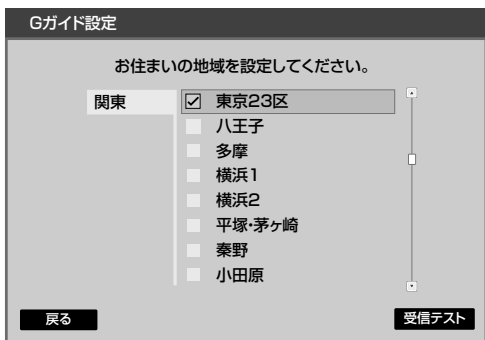 Gガイド設定
お住まいの地域を設定してください。
関東
東京23区
八王子
多摩
横浜1
横浜2
平塚・茅ヶ崎
秦野
小田原
戻る
受信テスト